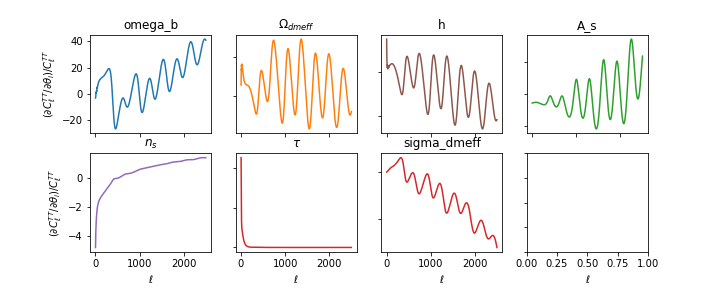 omega_b
Ω_dmeff
h
A_s
40
20
0
−20
(∂C_ℓ^TT/∂θ_i)/C_ℓ^TT
n_s
τ
sigma_dmeff
0
−2
−4
(∂C_ℓ^TT/∂θ_i)/C_ℓ^TT
0 1000 2000
0 1000 2000
0 1000 2000
0.00 0.25 0.50 0.75 1.00
ℓ
ℓ
ℓ
ℓ